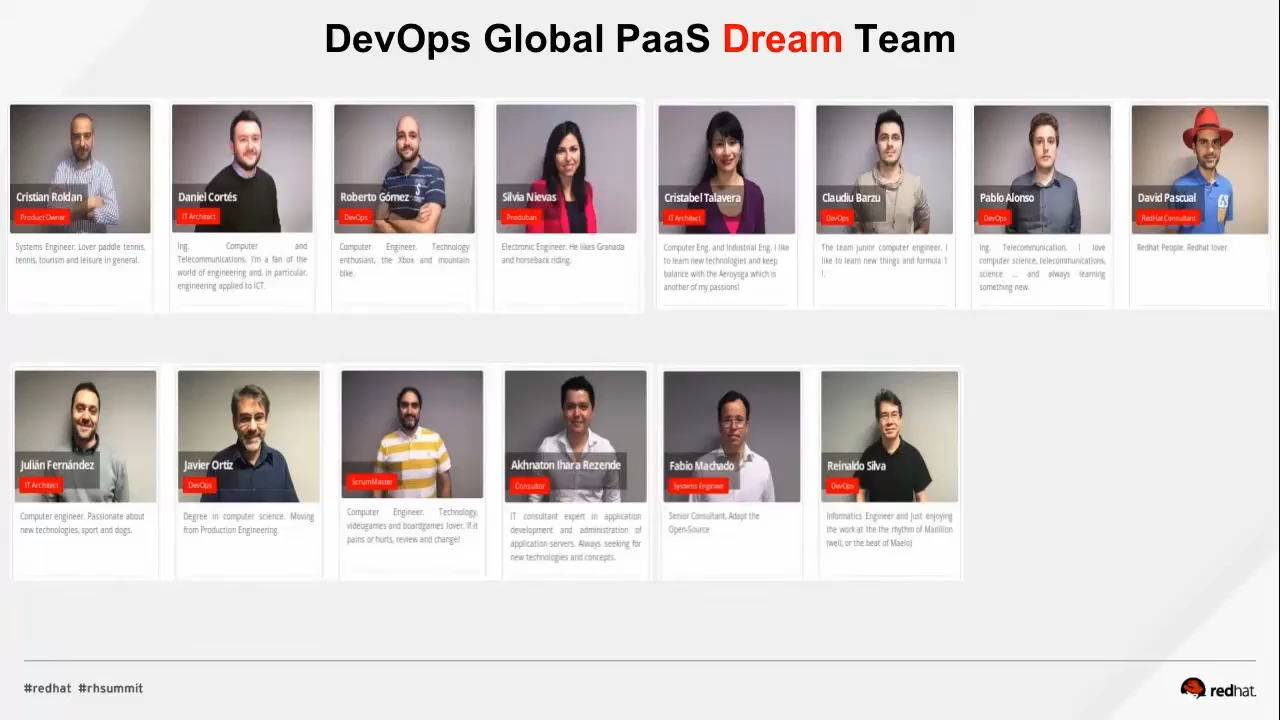 DevOps Global PaaS Dream Team
Cristian Roldan
Product Owner
Systems Engineer. Lover paddle tennis,
tennis, tourism and leisure in general.
Daniel Cortés
IT Architect
Ing. Computer and
Telecommunications. I'm a fan of the
world of engineering and, in particular,
engineering applied to ICT.
Roberto Gómez
DevOps
Computer Engineer. Technology
enthusiast, the Xbox and mountain
bike.
Silvia Nievas
Produban
Electronic Engineer. He likes Granada
and horseback riding.
Cristabel Talavera
IT Architect
Computer Eng. and Industrial Eng. I like
to learn new technologies and keep
balance with the Aeroyoga which is
another of my passions!
Claudiu Barzu
DevOps
The team junior computer engineer. I
like to learn new things and formula 1
!.
Pablo Alonso
DevOps
Ing. Telecommunication. I love
computer science, telecommunications,
science ... and always learning
something new.
David Pascual
RedHat Consultant
Redhat People. Redhat lover.
Julián Fernández
IT Architect
Computer engineer. Passionate about
new technologies, sport and dogs.
Javier Ortiz
DevOps
Degree in computer science. Moving
from Production Engineering.
ScrumMaster
Computer Engineer. Technology,
videogames and boardgames lover. If it
pains or hurts, review and change!
Akhnaton Ihara Rezende
Consultor
IT consultant expert in application
development and administration of
application servers. Always seeking for
new technologies and concepts.
Fabio Machado
Systems Engineer
Senior Consultant, Adapt the
Open-Source
Reinaldo Silva
DevOps
Informatics Engineer and just enjoying
the work at the the rhythm of
(well, or the beat of Maelo)
#redhat #rhsummit
redhat.